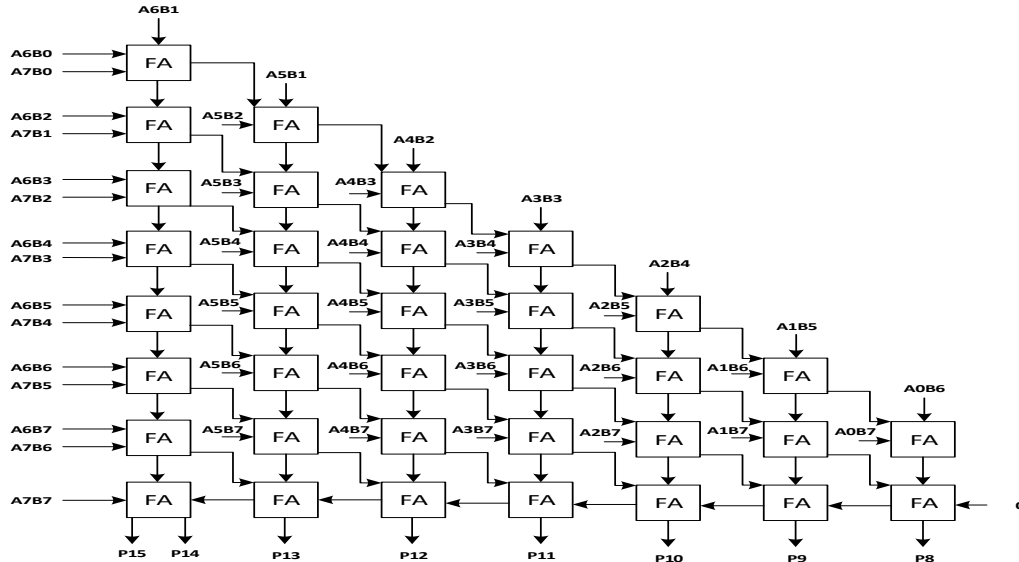 A6B1
A6B0
A7B0
FA
A5B1
A6B2
A7B1
FA
A5B2
FA
A4B2
A6B3
A7B2
FA
A5B3
FA
A4B3
FA
A3B3
A6B4
A7B3
FA
A5B4
FA
A4B4
FA
A3B4
FA
A2B4
A6B5
A7B4
FA
A5B5
FA
A4B5
FA
A3B5
FA
A2B5
FA
A1B5
A6B6
A7B5
FA
A5B6
FA
A4B6
FA
A3B6
FA
A2B6
FA
A1B6
FA
A0B6
A6B7
A7B6
FA
A5B7
FA
A4B7
FA
A3B7
FA
A2B7
FA
A1B7
FA
A0B7
FA
A7B7
FA
FA
FA
FA
FA
FA
FA
P15
P14
P13
P12
P11
P10
P9
P8